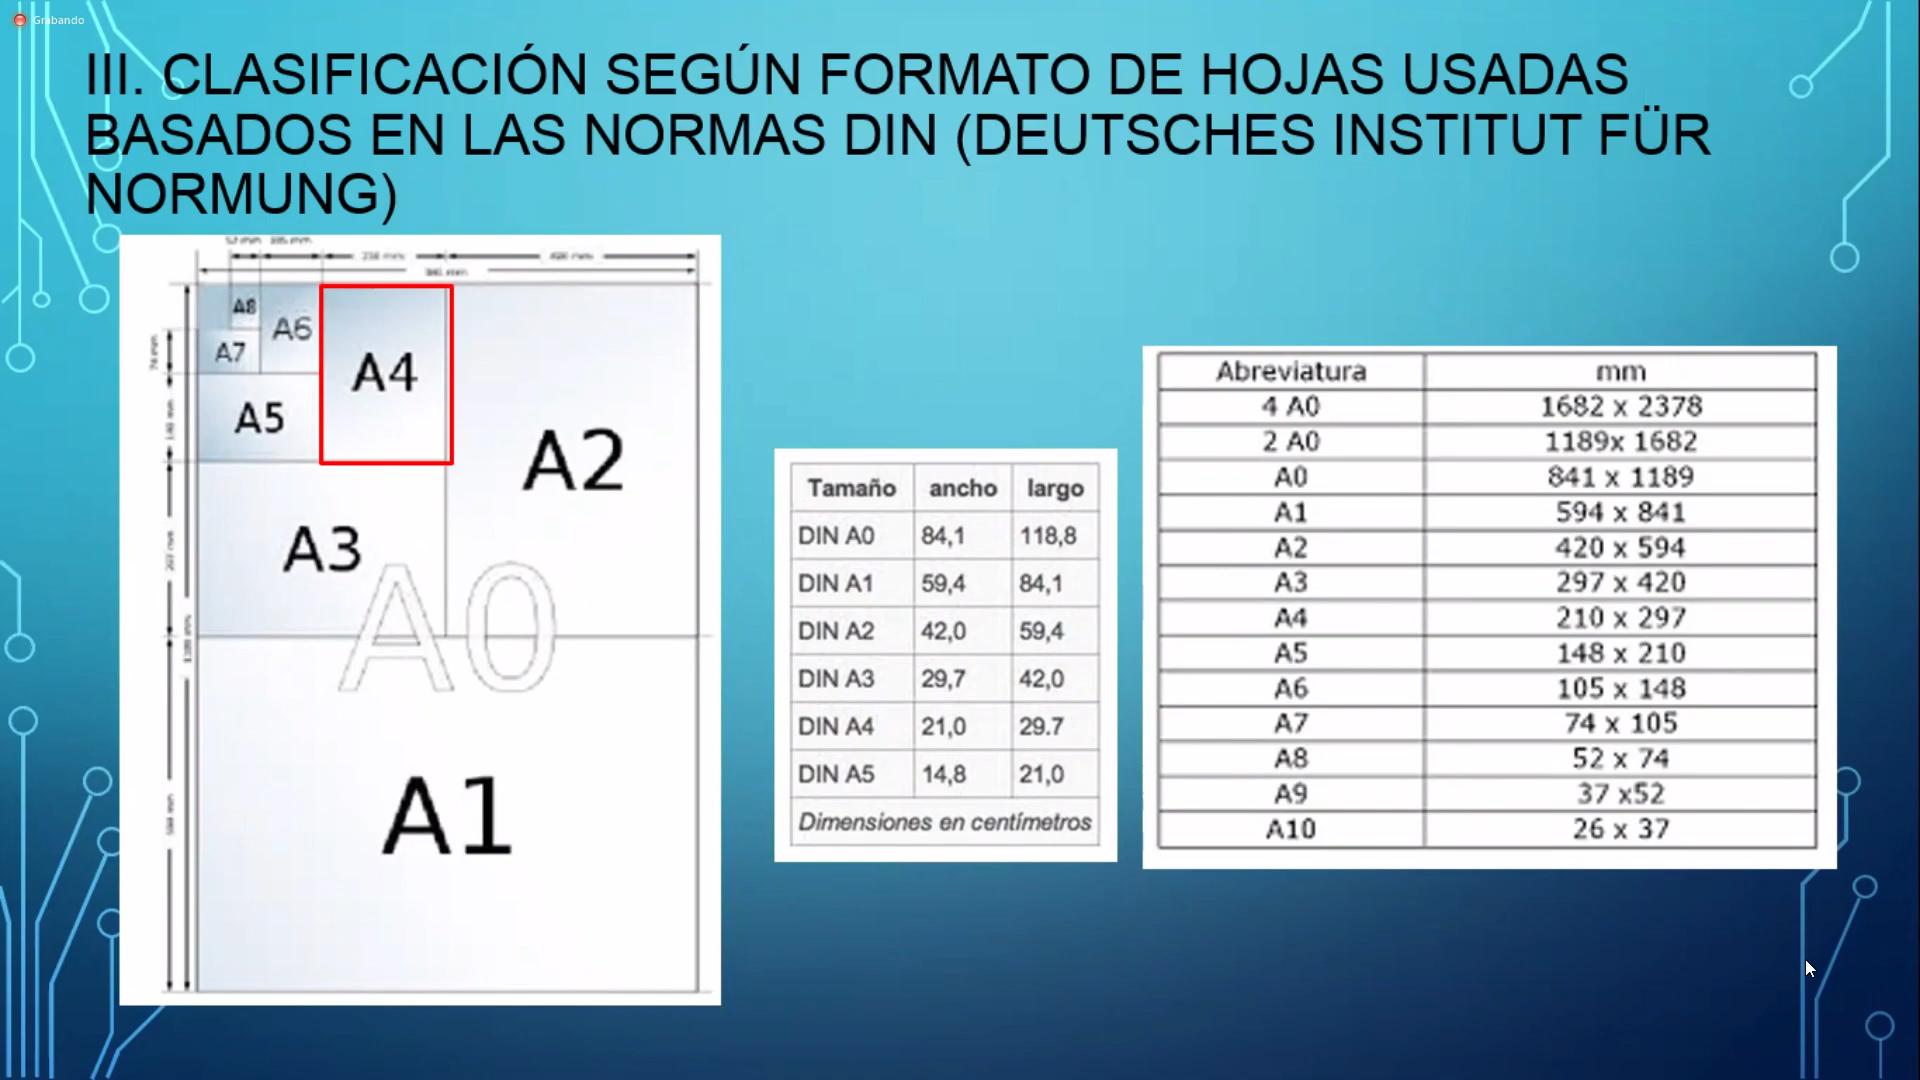 Grabando
III. CLASIFICACIÓN SEGÚN FORMATO DE HOJAS USADAS
BASADOS EN LAS NORMAS DIN (DEUTSCHES INSTITUT FÜR
NORMUNG)
A8
A6
A7
A4
A5
A2
A3
A0
A1
Tamaño ancho largo
DIN A0 84,1 118,8
DIN A1 59,4 84,1
DIN A2 42,0 59,4
DIN A3 29,7 42,0
DIN A4 21,0 29.7
DIN A5 14,8 21,0
Dimensiones en centímetros
Abreviatura mm
4 A0 1682 x 2378
2 A0 1189x 1682
A0 841 x 1189
A1 594 x 841
A2 420 x 594
A3 297 x 420
A4 210 x 297
A5 148 x 210
A6 105 x 148
A7 74 x 105
A8 52 x 74
A9 37 x52
A10 26 x 37